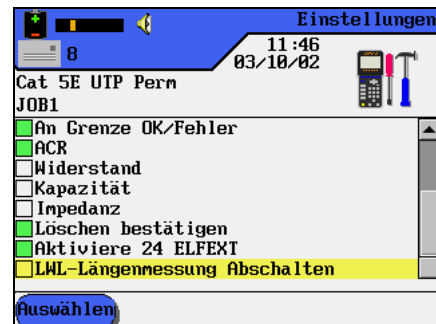 Einstellungen
8
11:46
03/10/02
Cat 5E UTP Perm
JOB1
An Grenze OK/Fehler
ACR
Widerstand
Kapazität
Impedanz
Löschen bestätigen
Aktiviere 24 ELFEXT
LWL-Längenmessung Abschalten
Auswählen